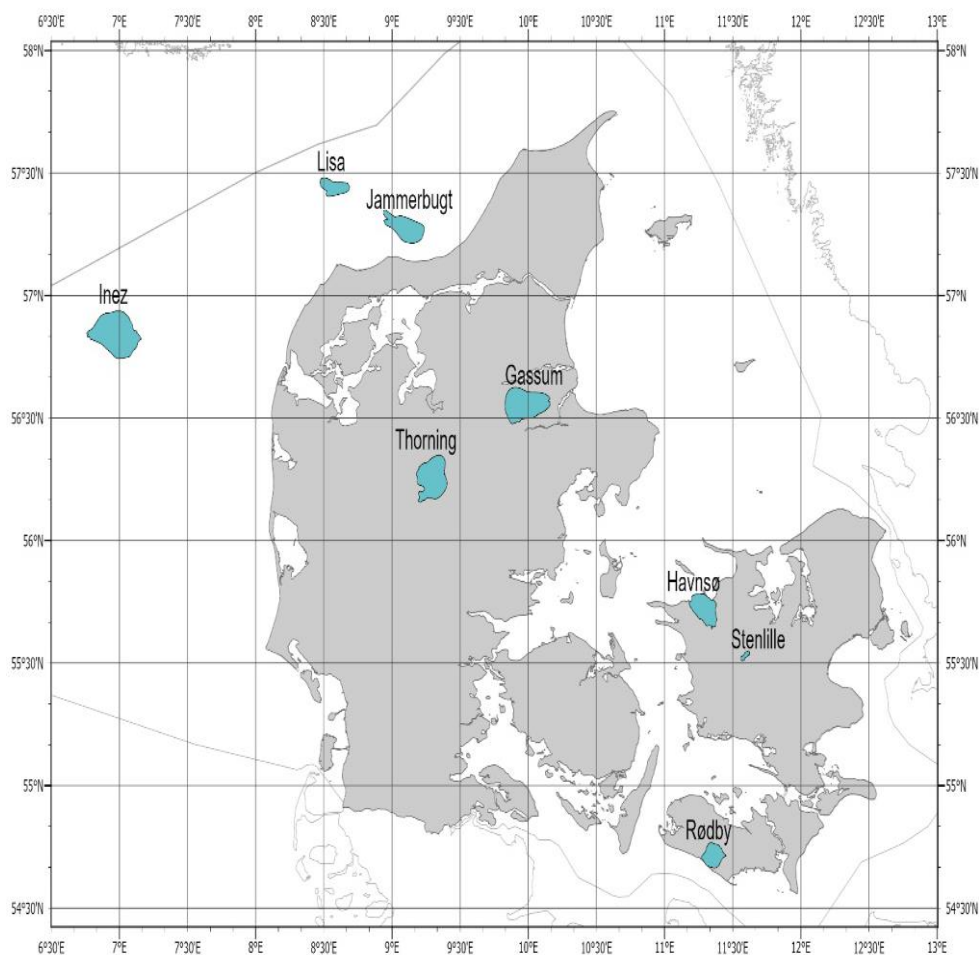 6°30'E 7°E 7°30'E 8°E 8°30'E 9°E 9°30'E 10°E 10°30'E 11°E 11°30'E 12°E 12°30'E 13°E
58°N 58°N
Lisa
57°30'N 57°30'N
Jammerbugt
Inez
57°N 57°N
Gassum
56°30'N 56°30'N
Thorning
56°N 56°N
Havnsø
Stenlille
55°30'N 55°30'N
55°N 55°N
Rødby
54°30'N 54°30'N
6°30'E 7°E 7°30'E 8°E 8°30'E 9°E 9°30'E 10°E 10°30'E 11°E 11°30'E 12°E 12°30'E 13°E